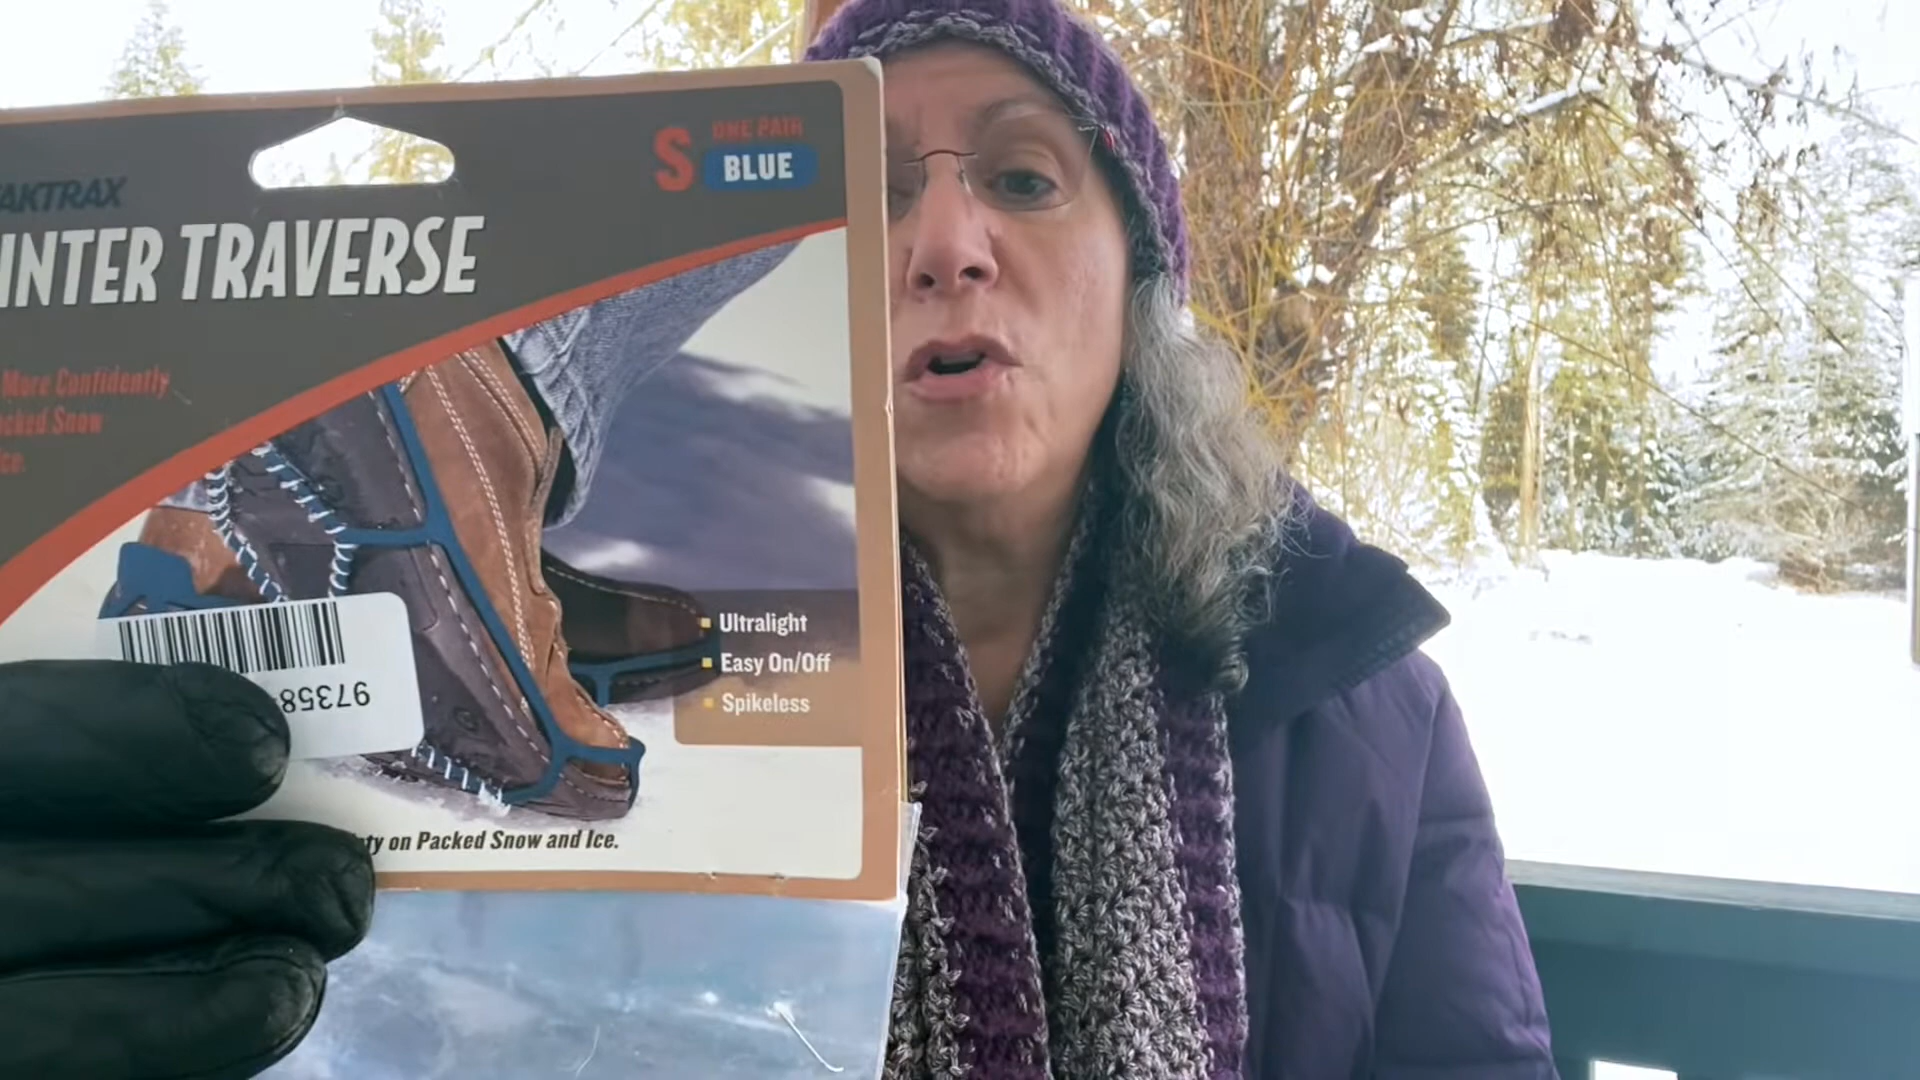 AKTRAX
INTER TRAVERSE
S
ONE PAIR
BLUE
More Confidently
cked Snow
ce.
Ultralight
Easy On/Off
Spikeless
97358
ty on Packed Snow and Ice.